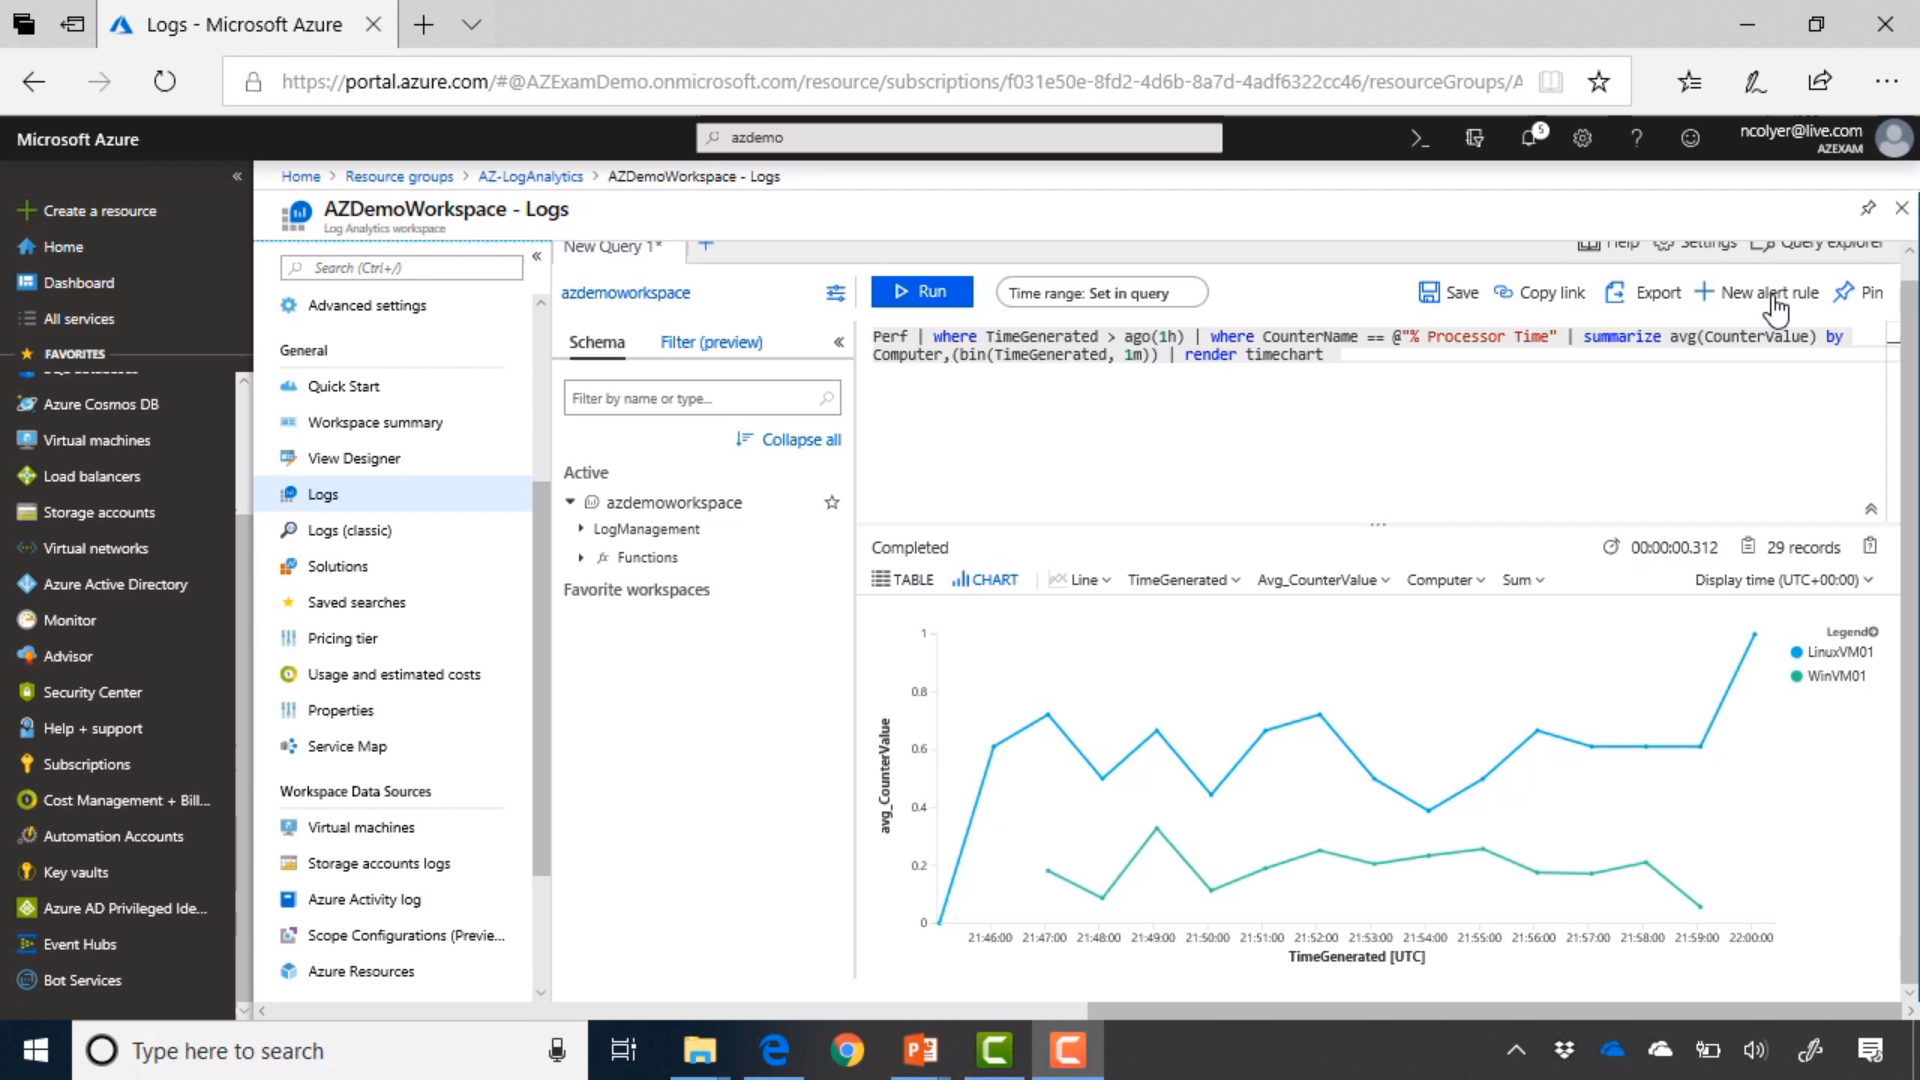 Logs - Microsoft Azure
https://portal.azure.com/#@AZExamDemo.onmicrosoft.com/resource/subscriptions/f031e50e-8fd2-4d6b-8a7d-4adf6322cc46/resourceGroups/A
Microsoft Azure
azdemo
5
ncolyer@live.com
AZEXAM
Home > Resource groups > AZ-LogAnalytics > AZDemoWorkspace - Logs
AZDemoWorkspace - Logs
Log Analytics workspace
Create a resource
Home
Dashboard
All services
FAVORITES
SQL databases
Azure Cosmos DB
Virtual machines
Load balancers
Storage accounts
Virtual networks
Azure Active Directory
Monitor
Advisor
Security Center
Help + support
Subscriptions
Cost Management + Bill...
Automation Accounts
Key vaults
Azure AD Privileged Ide...
Event Hubs
Bot Services
Search (Ctrl+/)
Advanced settings
General
Quick Start
Workspace summary
View Designer
Logs
Logs (classic)
Solutions
Saved searches
Pricing tier
Usage and estimated costs
Properties
Service Map
Workspace Data Sources
Virtual machines
Storage accounts logs
Azure Activity log
Scope Configurations (Previe...
Azure Resources
New Query 1*
Help Settings Query explorer
azdemoworkspace
Run
Time range: Set in query
Save Copy link Export New alert rule Pin
Schema Filter (preview)
Filter by name or type...
Collapse all
Active
azdemoworkspace
LogManagement
fx Functions
Favorite workspaces
Perf | where TimeGenerated > ago(1h) | where CounterName == @"% Processor Time" | summarize avg(CounterValue) by
Computer,(bin(TimeGenerated, 1m)) | render timechart
Completed
00:00:00.312 29 records
TABLE CHART Line TimeGenerated Avg_CounterValue Computer Sum Display time (UTC+00:00)
Legend
LinuxVM01
WinVM01
avg_CounterValue
1
0.8
0.6
0.4
0.2
0
21:46:00 21:47:00 21:48:00 21:49:00 21:50:00 21:51:00 21:52:00 21:53:00 21:54:00 21:55:00 21:56:00 21:57:00 21:58:00 21:59:00 22:00:00
TimeGenerated [UTC]
Type here to search